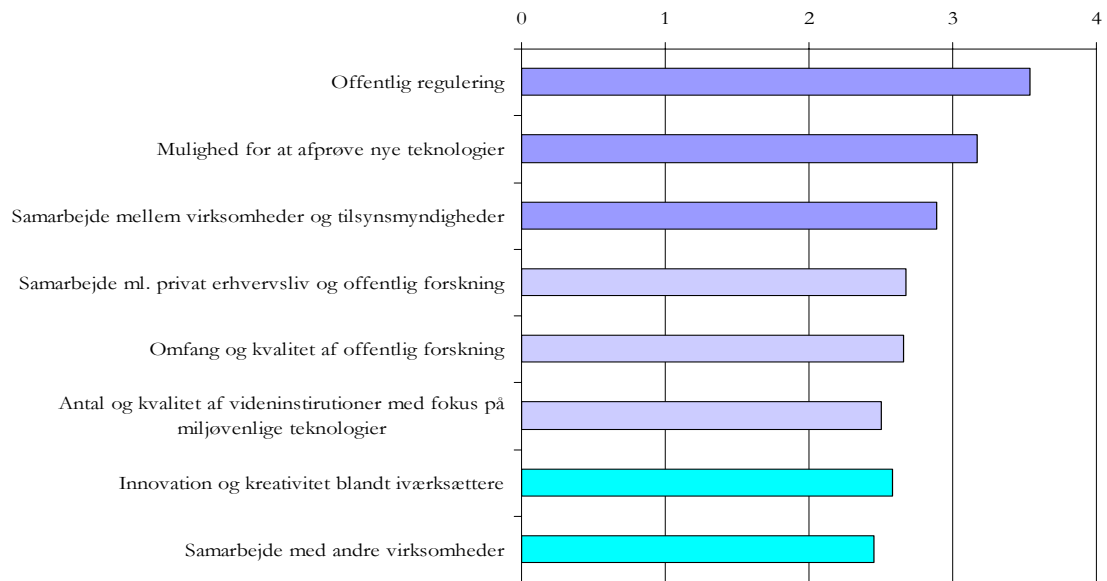 0 1 2 3 4
Offentlig regulering
Mulighed for at afprøve nye teknologier
Samarbejde mellem virksomheder og tilsynsmyndigheder
Samarbejde ml. privat erhvervsliv og offentlig forskning
Omfang og kvalitet af offentlig forskning
Antal og kvalitet af videninstirutioner med fokus på
miljøvenlige teknologier
Innovation og kreativitet blandt iværksættere
Samarbejde med andre virksomheder